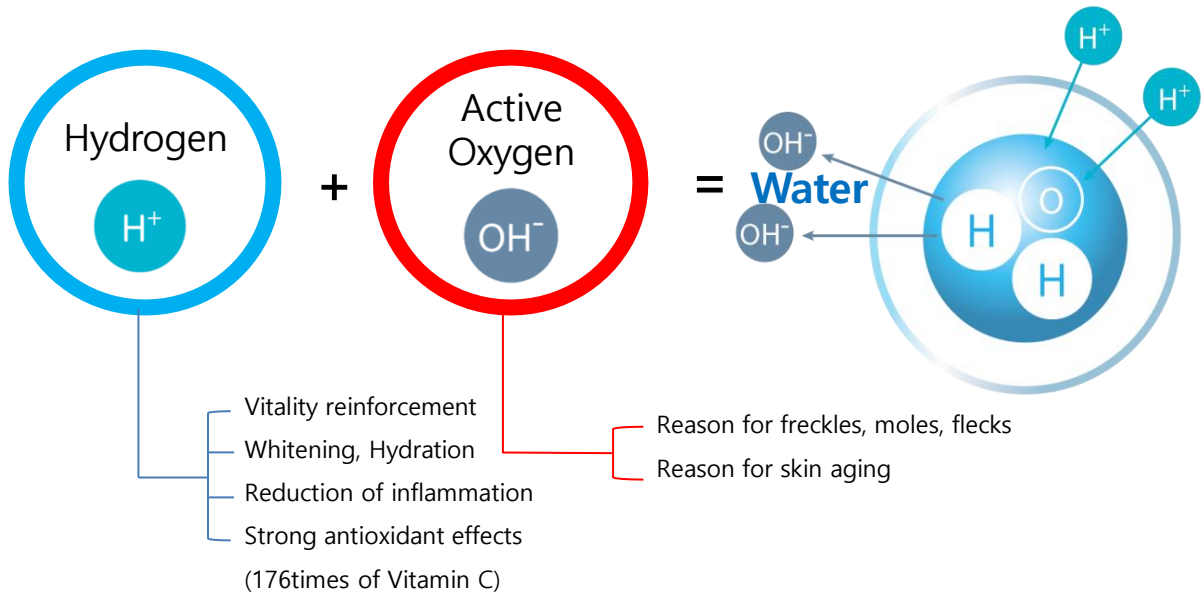 Hydrogen
H⁺
+
Active
Oxygen
OH⁻
=
Water
OH⁻
OH⁻
H⁺
H⁺
O
H
H
Vitality reinforcement
Whitening, Hydration
Reduction of inflammation
Strong antioxidant effects
(176times of Vitamin C)
Reason for freckles, moles, flecks
Reason for skin aging